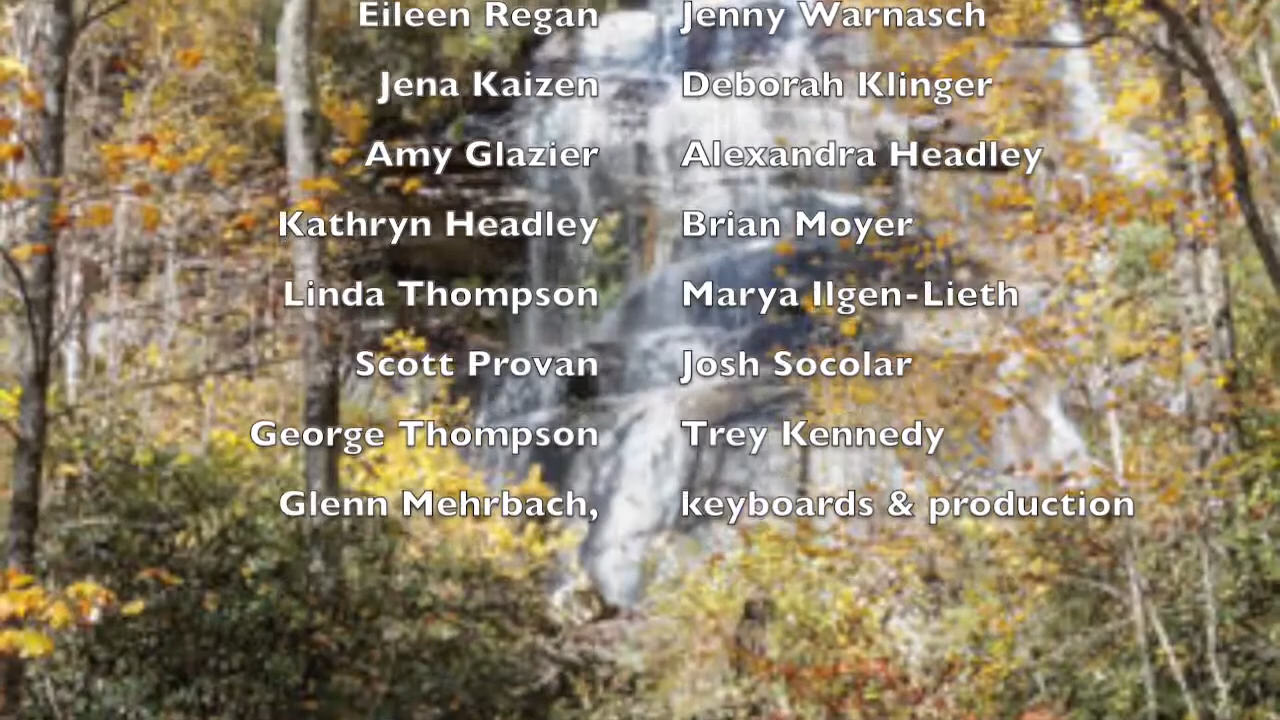 Eileen Regan Jenny Warnasch
Jena Kaizen Deborah Klinger
Amy Glazier Alexandra Headley
Kathryn Headley Brian Moyer
Linda Thompson Marya Ilgen-Lieth
Scott Provan Josh Socolar
George Thompson Trey Kennedy
Glenn Mehrbach, keyboards & production